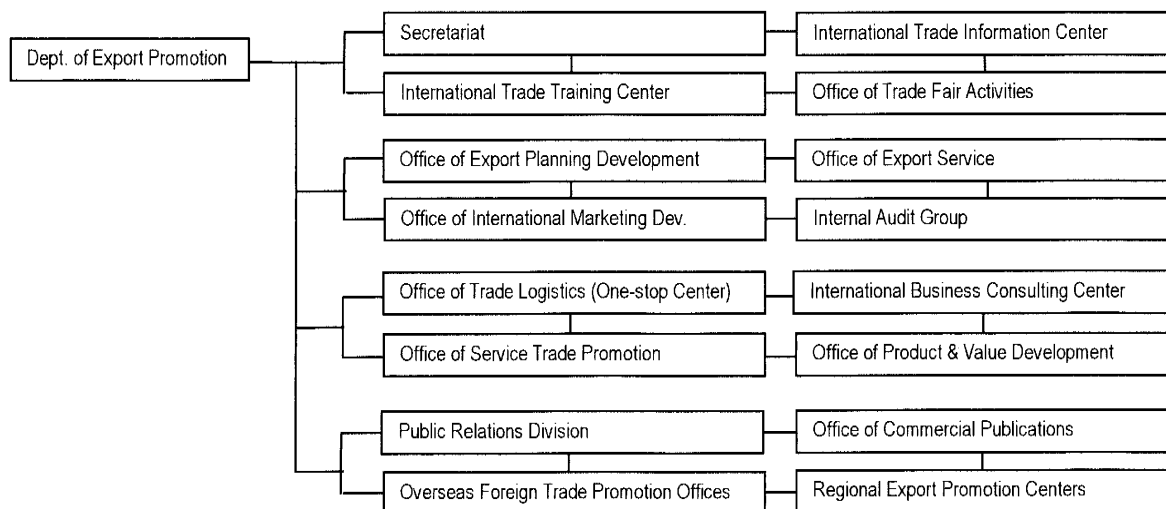 Dept. of Export Promotion
Secretariat
International Trade Information Center
International Trade Training Center
Office of Trade Fair Activities
Office of Export Planning Development
Office of Export Service
Office of International Marketing Dev.
Internal Audit Group
Office of Trade Logistics (One-stop Center)
International Business Consulting Center
Office of Service Trade Promotion
Office of Product & Value Development
Public Relations Division
Office of Commercial Publications
Overseas Foreign Trade Promotion Offices
Regional Export Promotion Centers